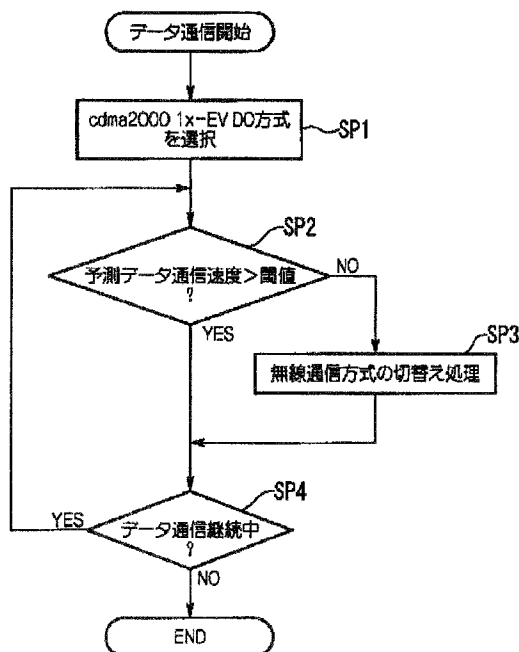 データ通信開始
cdma2000 1x-EV DO方式
を選択
SP1
SP2
予測データ通信速度>閾値
?
NO
YES
SP3
無線通信方式の切替え処理
SP4
YES
データ通信継続中
?
NO
END